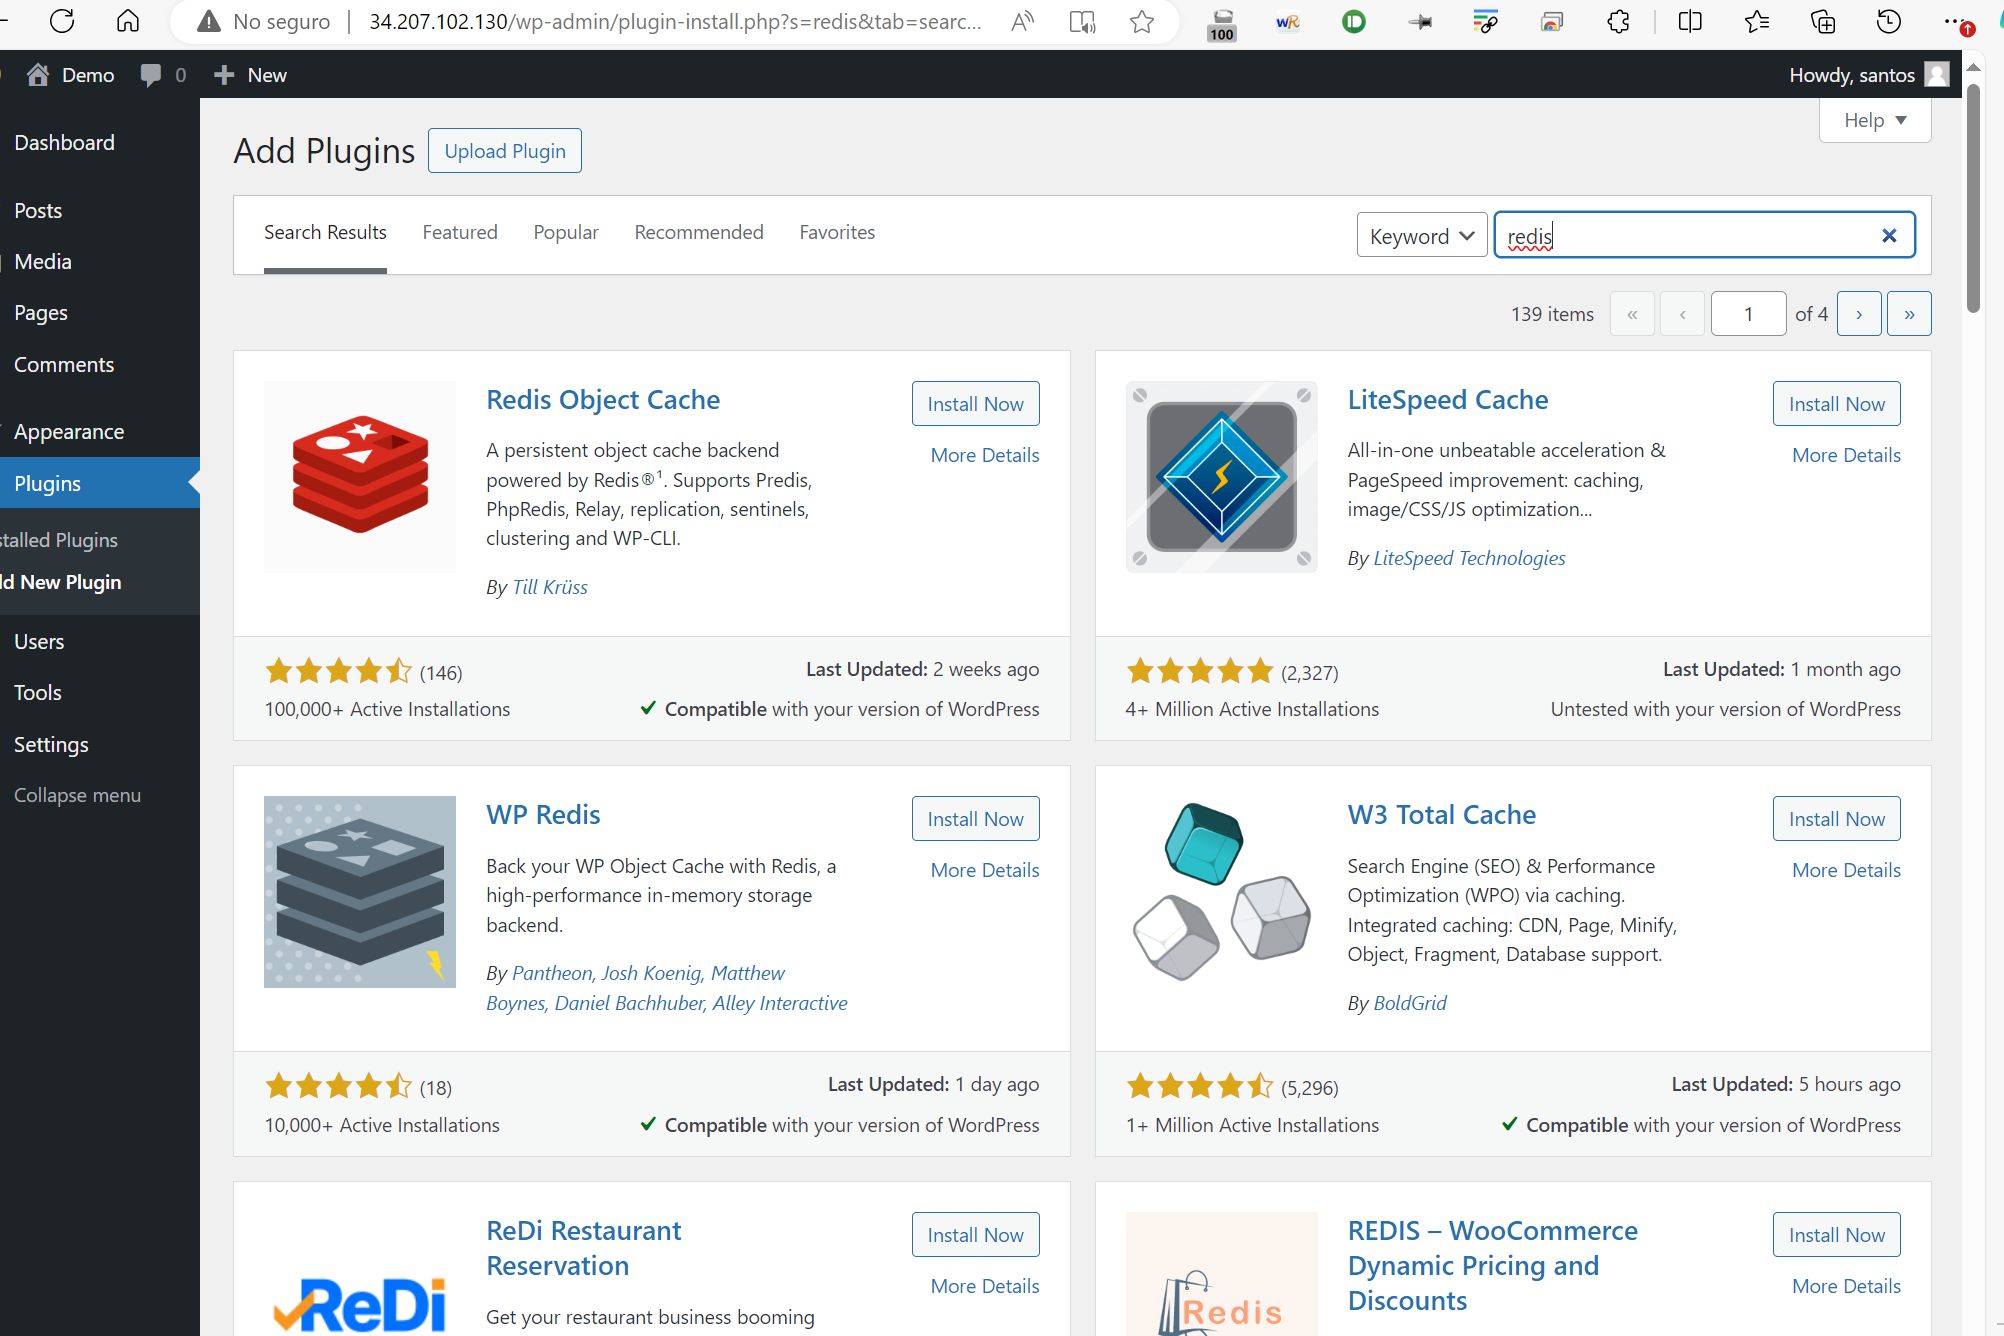 No seguro
34.207.102.130/wp-admin/plugin-install.php?s=redis&tab=searc...
100
Demo
0
New
Howdy, santos
Dashboard
Posts
Media
Pages
Comments
Appearance
Plugins
stalled Plugins
ld New Plugin
Users
Tools
Settings
Collapse menu
Help
Add Plugins
Upload Plugin
Search Results
Featured
Popular
Recommended
Favorites
Keyword
redis
139 items
«
‹
1
of 4
›
»
Redis Object Cache
Install Now
More Details
A persistent object cache backend
powered by Redis®¹. Supports Predis,
PhpRedis, Relay, replication, sentinels,
clustering and WP-CLI.
By Till Krüss
(146)
Last Updated: 2 weeks ago
100,000+ Active Installations
Compatible with your version of WordPress
LiteSpeed Cache
Install Now
More Details
All-in-one unbeatable acceleration &
PageSpeed improvement: caching,
image/CSS/JS optimization...
By LiteSpeed Technologies
(2,327)
Last Updated: 1 month ago
4+ Million Active Installations
Untested with your version of WordPress
WP Redis
Install Now
More Details
Back your WP Object Cache with Redis, a
high-performance in-memory storage
backend.
By Pantheon, Josh Koenig, Matthew
Boynes, Daniel Bachhuber, Alley Interactive
(18)
Last Updated: 1 day ago
10,000+ Active Installations
Compatible with your version of WordPress
W3 Total Cache
Install Now
More Details
Search Engine (SEO) & Performance
Optimization (WPO) via caching.
Integrated caching: CDN, Page, Minify,
Object, Fragment, Database support.
By BoldGrid
(5,296)
Last Updated: 5 hours ago
1+ Million Active Installations
Compatible with your version of WordPress
ReDi
ReDi Restaurant
Reservation
Install Now
More Details
Get your restaurant business booming
Redis
REDIS – WooCommerce
Dynamic Pricing and
Discounts
Install Now
More Details